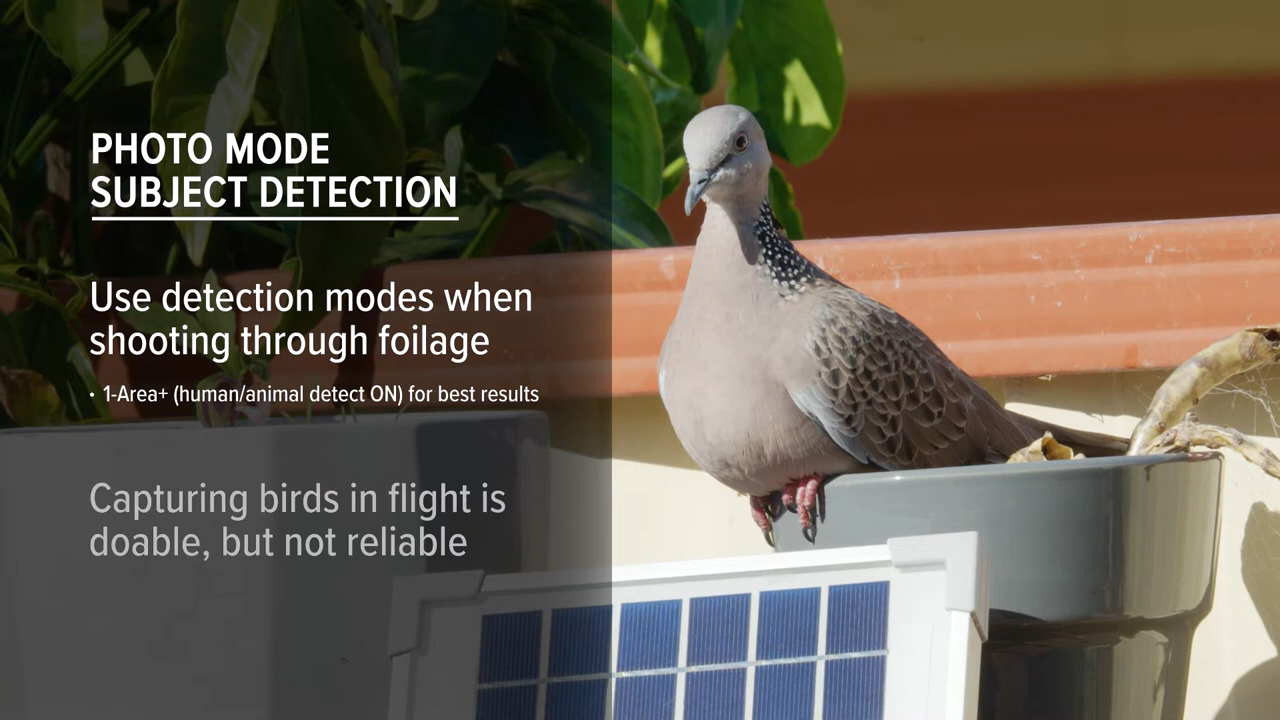 PHOTO MODE
SUBJECT DETECTION
Use detection modes when
shooting through foilage
• 1-Area+ (human/animal detect ON) for best results
Capturing birds in flight is
doable, but not reliable